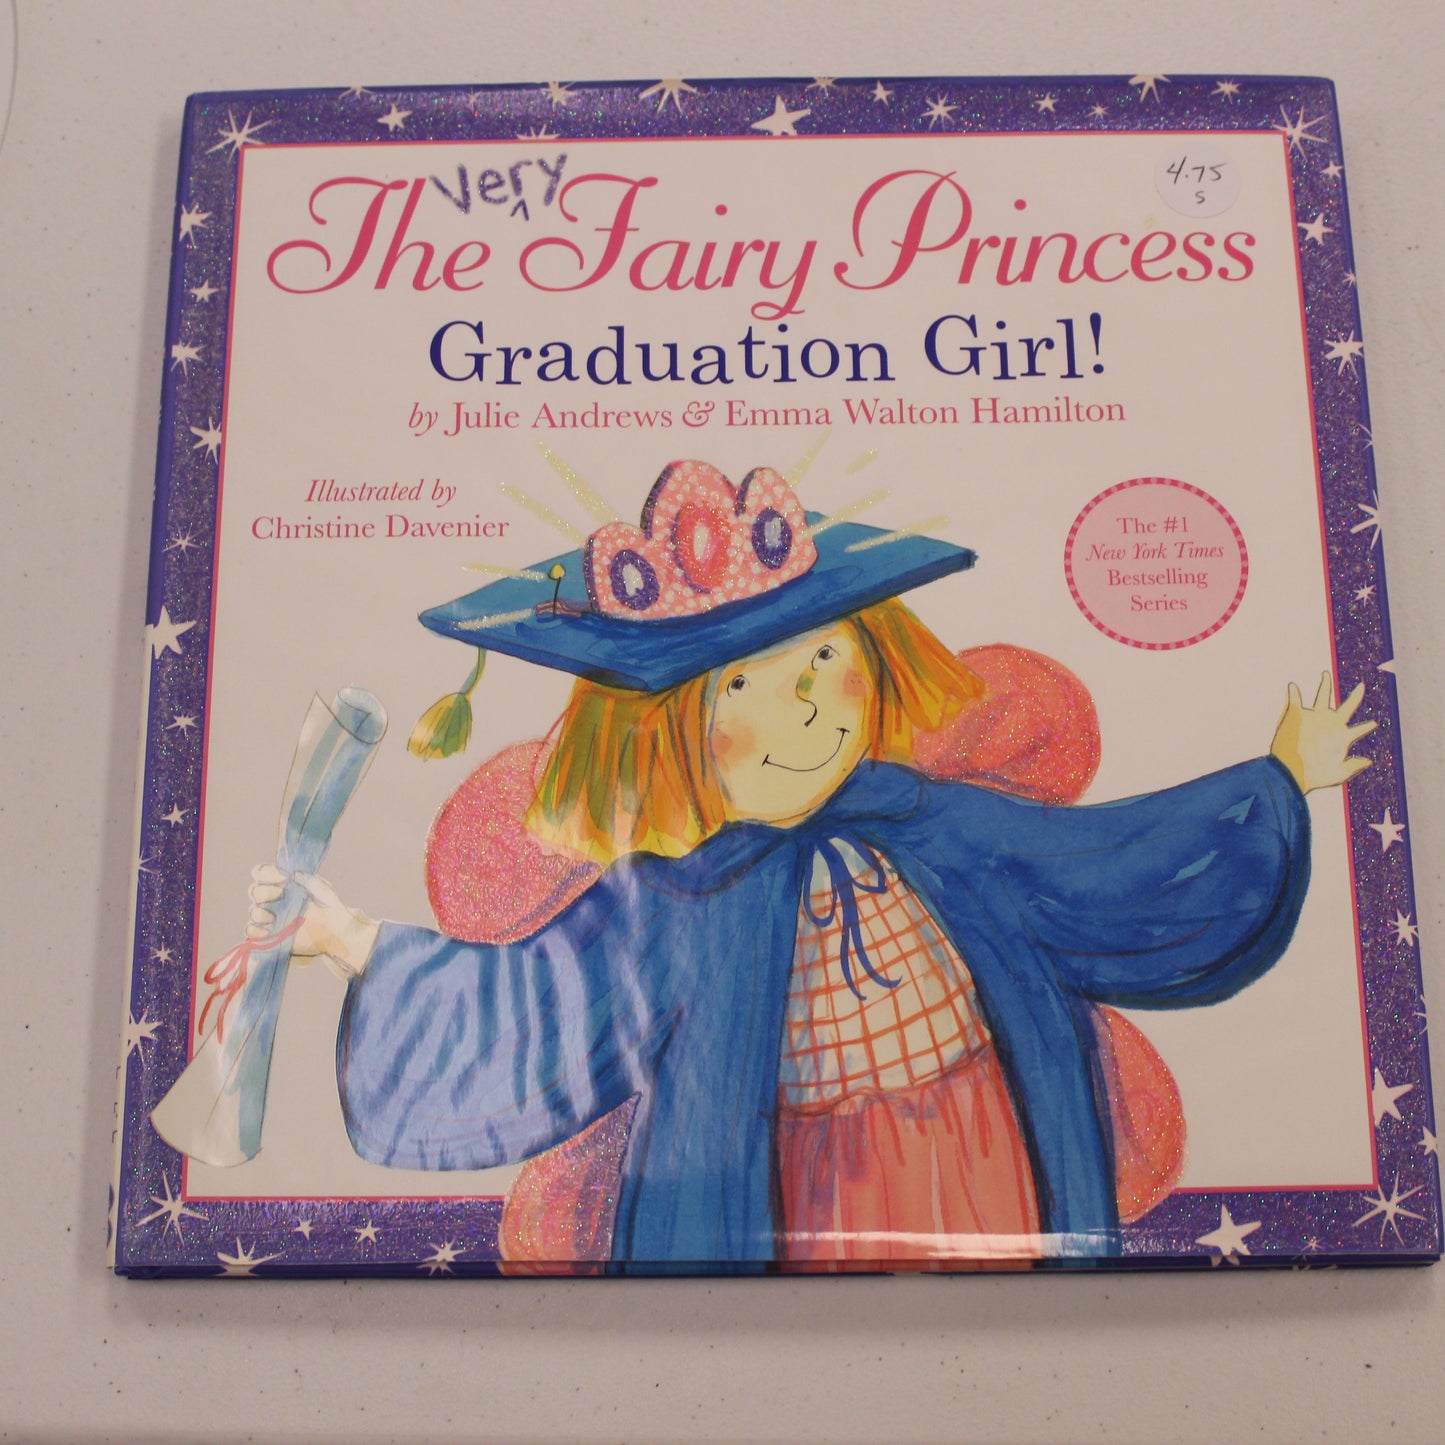 The Very Fairy Princess
4.75
S
Graduation Girl!
by Julie Andrews & Emma Walton Hamilton
Illustrated by
Christine Davenier
The #1
New York Times
Bestselling
Series